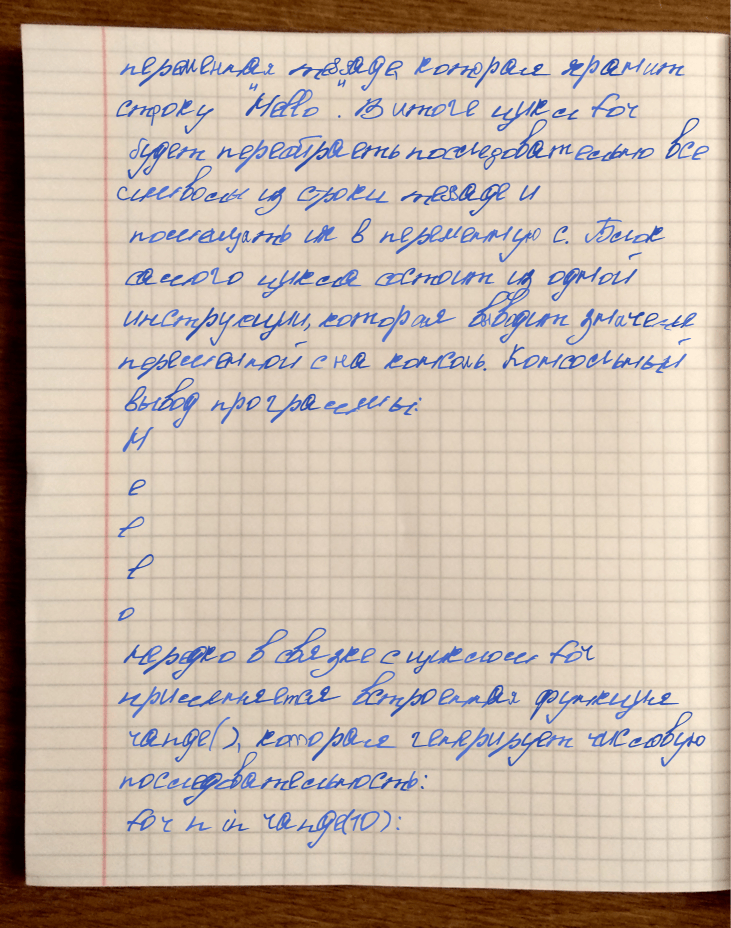 переменная message, которая хранит
строку "Hello". В итоге цикл for
будет перебирать последовательно все
символы из строки message и
помещать их в переменную c. Блок
самого цикла состоит из одной
инструкции, которая выводит значение
переменной с на консоль. Консольный
вывод программы:
H
e
l
l
o
Нередко в связке с циклом for
применяется встроенная функция
range(), которая генерирует числовую
последовательность:
for n in range(10):